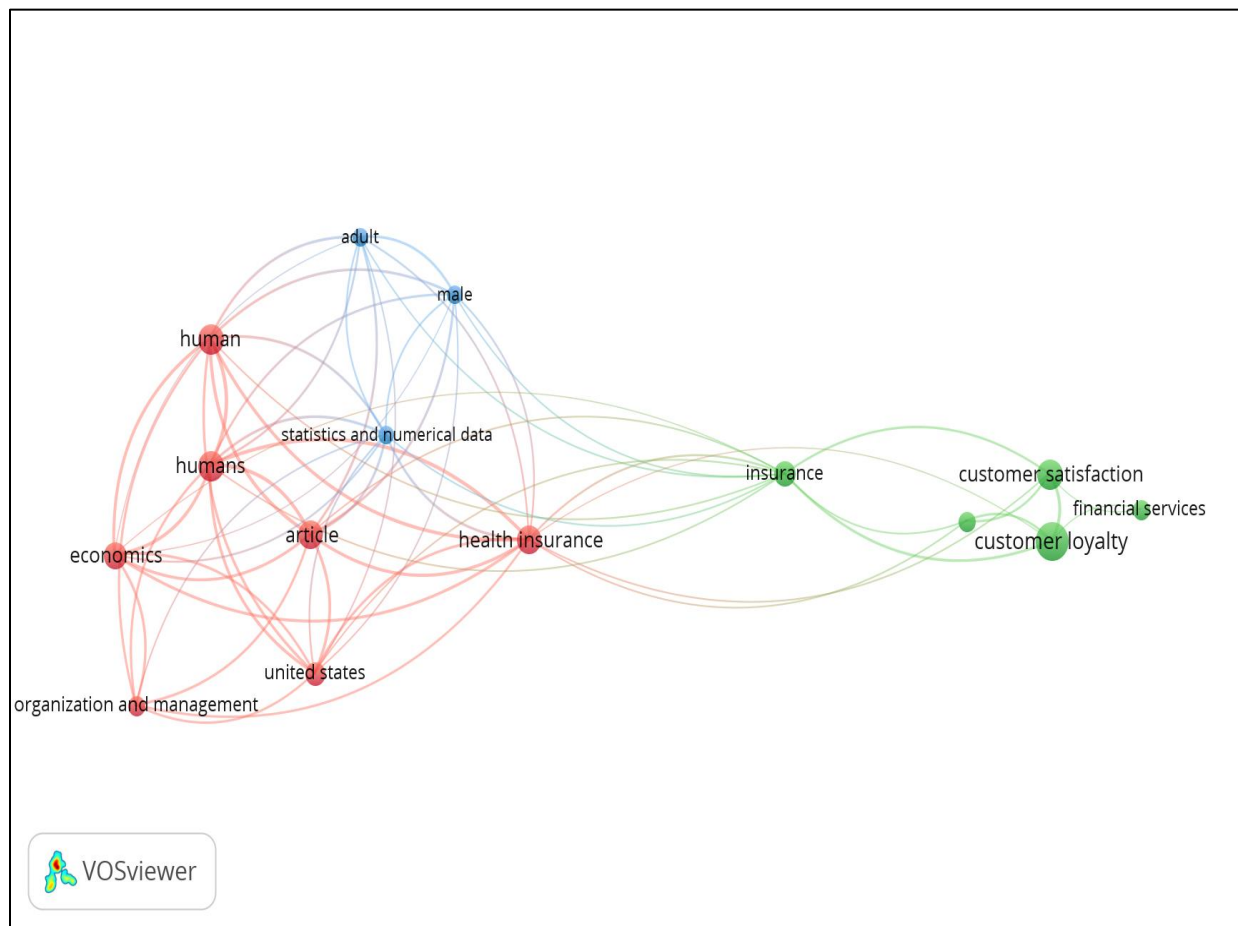 adult
male
human
statistics and numerical data
humans
insurance
customer satisfaction
financial services
article
health insurance
customer loyalty
economics
united states
organization and management
VOSviewer